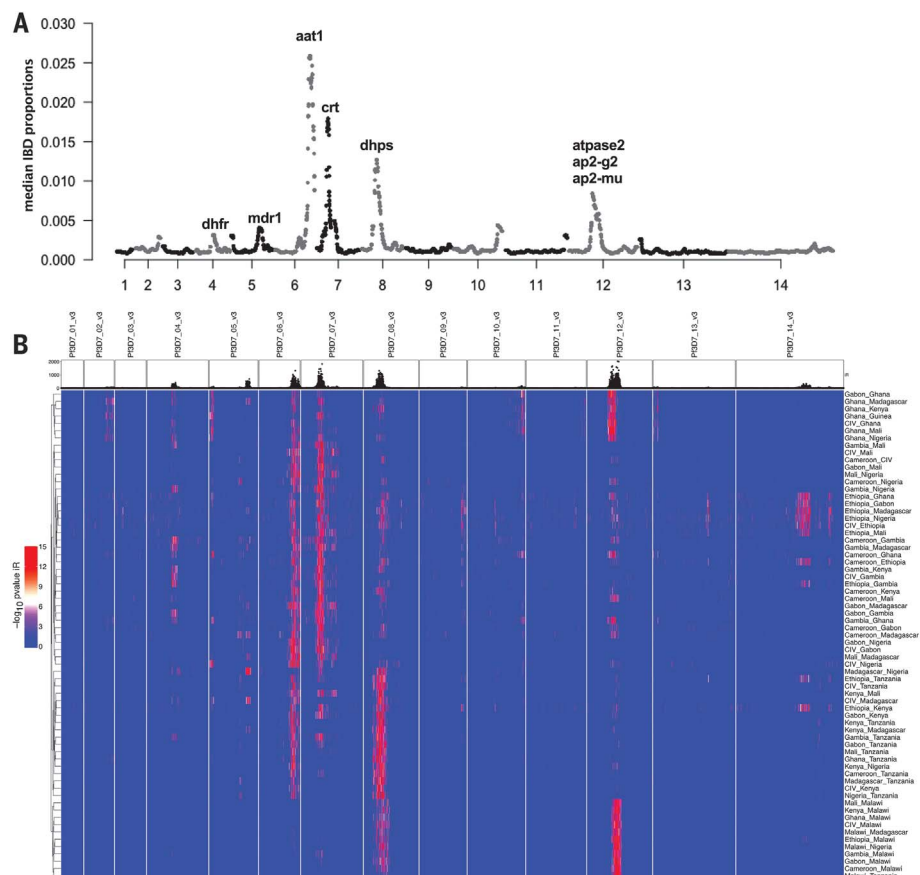 A
median IBD proportions
0.030
0.025
0.020
0.015
0.010
0.005
0.000
aat1
crt
dhps
atpase2
ap2-g2
ap2-mu
dhfr
mdr1
1 2 3 4 5 6 7 8 9 10 11 12 13 14
B
Pf3D7_01_v3
Pf3D7_02_v3
Pf3D7_03_v3
Pf3D7_04_v3
Pf3D7_05_v3
Pf3D7_06_v3
Pf3D7_07_v3
Pf3D7_08_v3
Pf3D7_09_v3
Pf3D7_10_v3
Pf3D7_11_v3
Pf3D7_12_v3
Pf3D7_13_v3
Pf3D7_14_v3
2000
1000
0
−log10 pvalue iR
15
12
9
6
3
0
Gabon_Ghana
Ghana_Madagascar
Ghana_Kenya
Ghana_Guinea
CIV_Ghana
Ghana_Mali
Ghana_Nigeria
Gambia_Mali
CIV_Mali
Cameroon_CIV
Gabon_Mali
Mali_Nigeria
Cameroon_Nigeria
Gambia_Nigeria
Ethiopia_Ghana
Ethiopia_Gabon
Ethiopia_Madagascar
Ethiopia_Nigeria
CIV_Ethiopia
Ethiopia_Mali
Cameroon_Gambia
Gambia_Madagascar
Cameroon_Ghana
Cameroon_Ethiopia
Gambia_Kenya
CIV_Gambia
Ethiopia_Gambia
Cameroon_Kenya
Cameroon_Mali
Gabon_Madagascar
Gabon_Gambia
Gambia_Ghana
Cameroon_Gabon
Cameroon_Madagascar
Gabon_Nigeria
CIV_Gabon
Mali_Madagascar
CIV_Nigeria
Madagascar_Nigeria
Ethiopia_Tanzania
CIV_Tanzania
Kenya_Mali
CIV_Madagascar
Ethiopia_Kenya
Gabon_Kenya
Kenya_Tanzania
Kenya_Madagascar
Gambia_Tanzania
Gabon_Tanzania
Mali_Tanzania
Ghana_Tanzania
Kenya_Nigeria
Cameroon_Tanzania
Madagascar_Tanzania
CIV_Kenya
Nigeria_Tanzania
Mali_Malawi
Kenya_Malawi
Ghana_Malawi
CIV_Malawi
Malawi_Madagascar
Ethiopia_Malawi
Malawi_Nigeria
Gambia_Malawi
Gabon_Malawi
Cameroon_Malawi